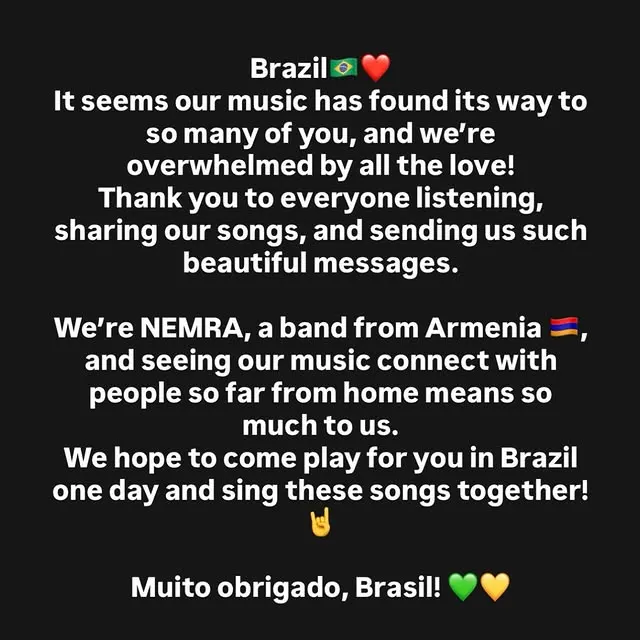 Brazil🇧🇷❤️
It seems our music has found its way to
so many of you, and we’re
overwhelmed by all the love!
Thank you to everyone listening,
sharing our songs, and sending us such
beautiful messages.
We’re NEMRA, a band from Armenia 🇦🇲,
and seeing our music connect with
people so far from home means so
much to us.
We hope to come play for you in Brazil
one day and sing these songs together!
🤘
Muito obrigado, Brasil! 💚💛